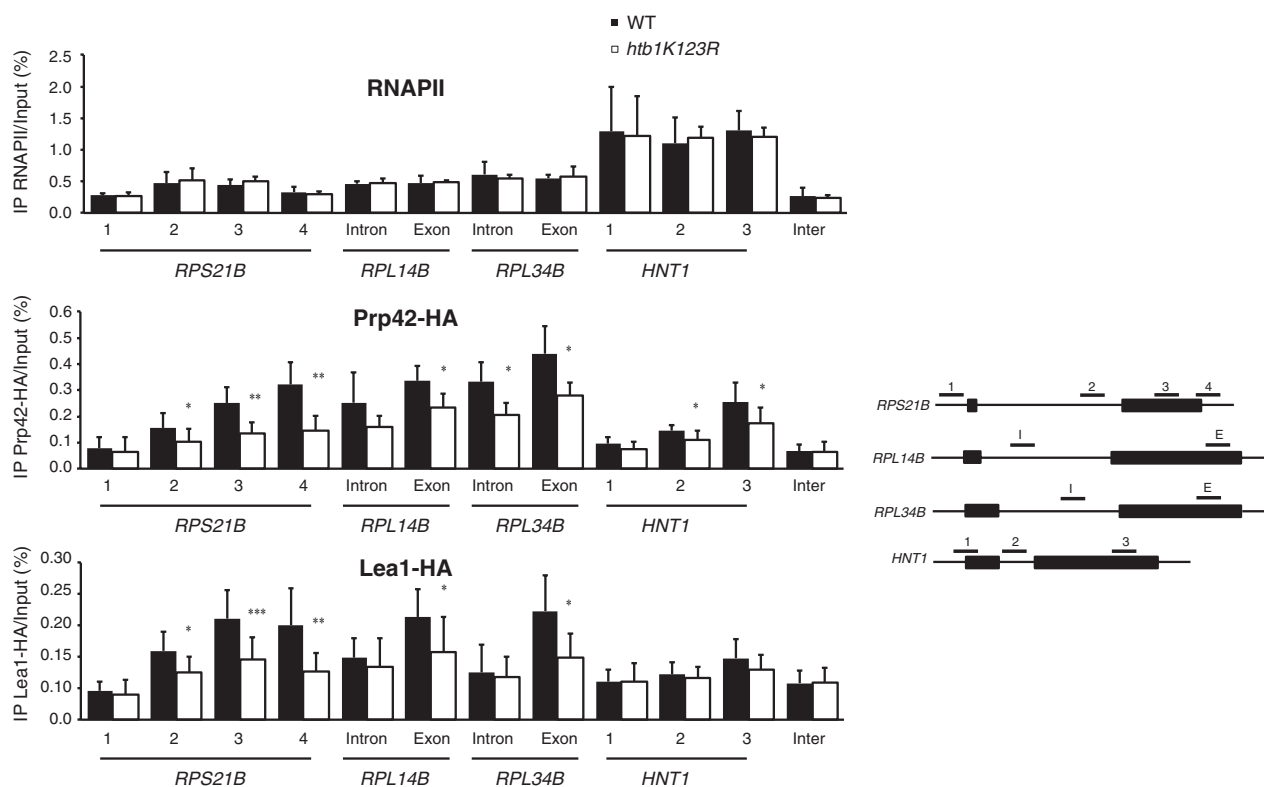 WT
htb1K123R
RNAPII
IP RNAPII/Input (%)
2.5
2.0
1.5
1.0
0.5
0.0
1 2 3 4 Intron Exon Intron Exon 1 2 3 Inter
RPS21B RPL14B RPL34B HNT1
Prp42-HA
IP Prp42-HA/Input (%)
0.6
0.5
0.4
0.3
0.2
0.1
0.0
* ** ** * * * * *
1 2 3 4 Intron Exon Intron Exon 1 2 3 Inter
RPS21B RPL14B RPL34B HNT1
Lea1-HA
IP Lea1-HA/Input (%)
0.30
0.25
0.20
0.15
0.10
0.0
* *** ** * *
1 2 3 4 Intron Exon Intron Exon 1 2 3 Inter
RPS21B RPL14B RPL34B HNT1
1 2 3 4
RPS21B
I E
RPL14B
I E
RPL34B
1 2 3
HNT1